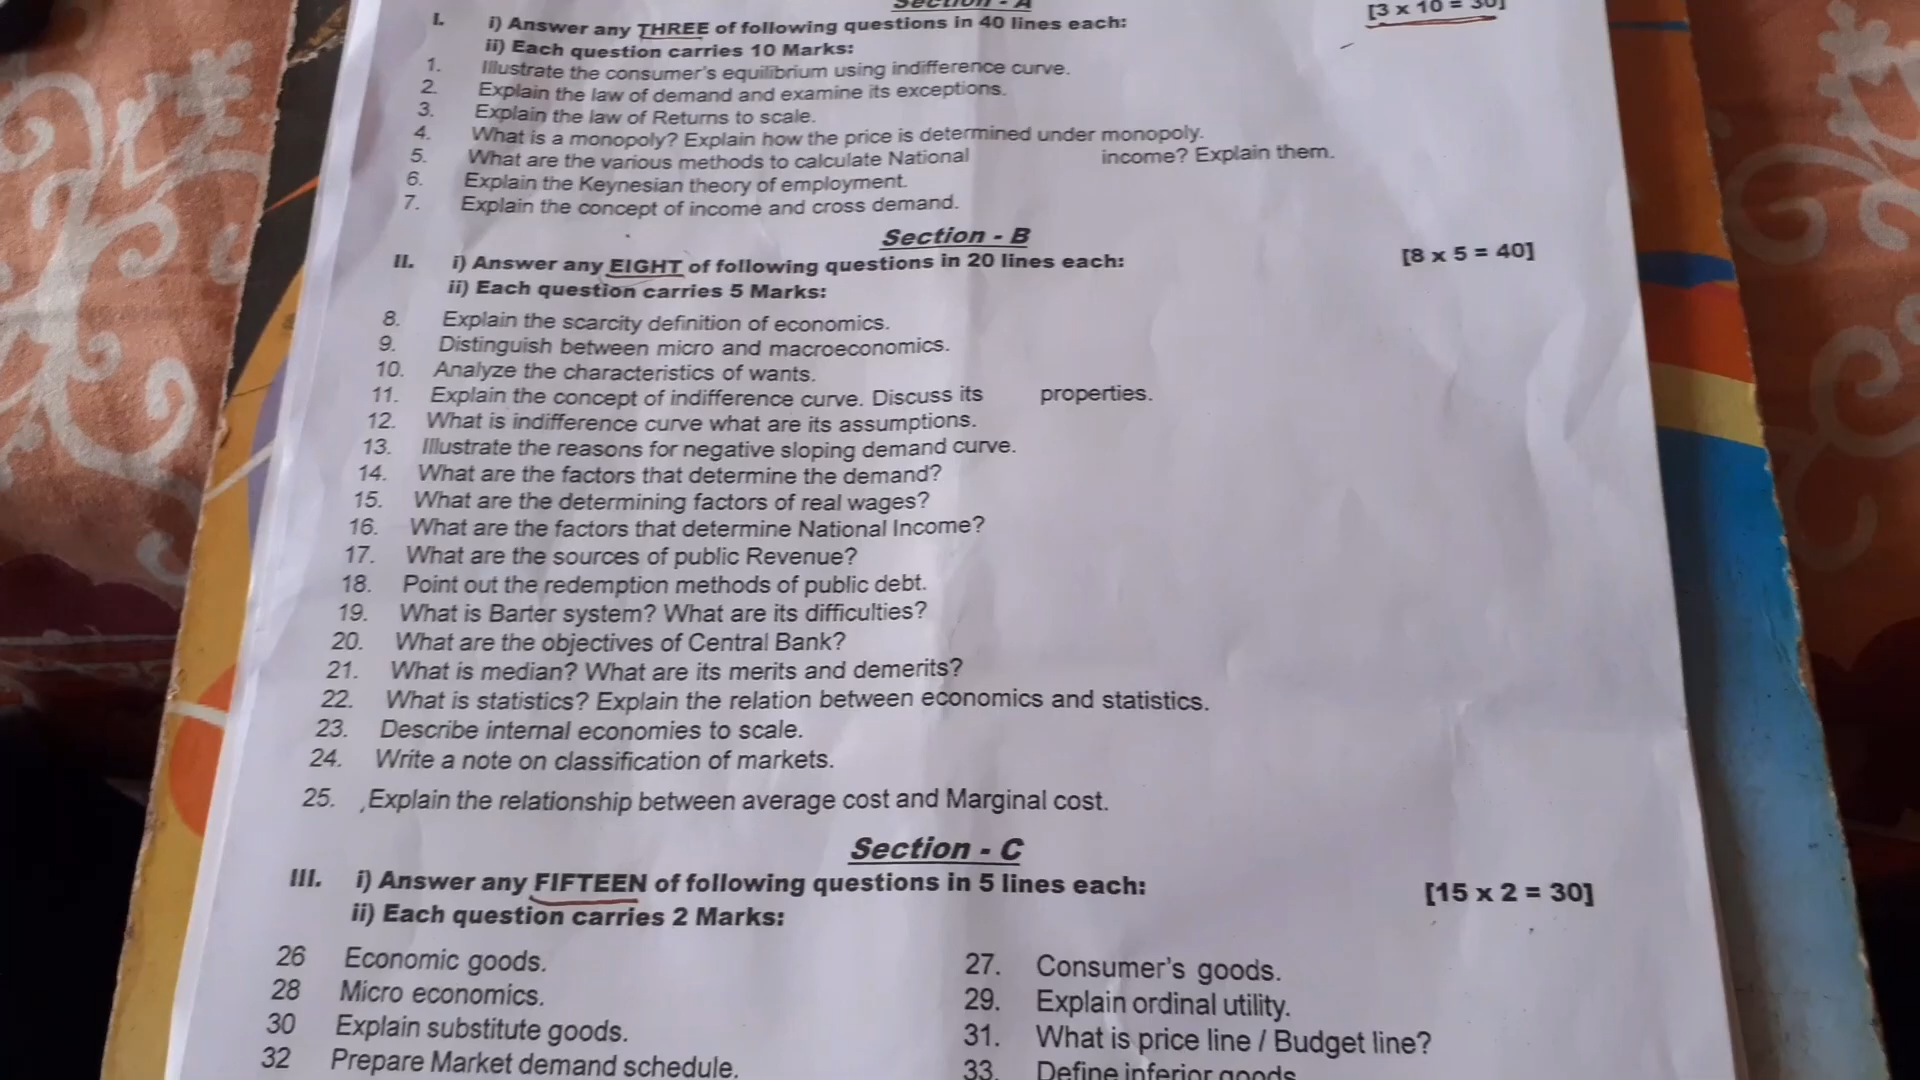 Section - A
I. i) Answer any THREE of following questions in 40 lines each: [3 x 10 = 30]
ii) Each question carries 10 Marks:
1. Illustrate the consumer's equilibrium using indifference curve.
2. Explain the law of demand and examine its exceptions.
3. Explain the law of Returns to scale.
4. What is a monopoly? Explain how the price is determined under monopoly.
5. What are the various methods to calculate National income? Explain them.
6. Explain the Keynesian theory of employment.
7. Explain the concept of income and cross demand.
Section - B
II. i) Answer any EIGHT of following questions in 20 lines each: [8 x 5 = 40]
ii) Each question carries 5 Marks:
8. Explain the scarcity definition of economics.
9. Distinguish between micro and macroeconomics.
10. Analyze the characteristics of wants.
11. Explain the concept of indifference curve. Discuss its properties.
12. What is indifference curve what are its assumptions.
13. Illustrate the reasons for negative sloping demand curve.
14. What are the factors that determine the demand?
15. What are the determining factors of real wages?
16. What are the factors that determine National Income?
17. What are the sources of public Revenue?
18. Point out the redemption methods of public debt.
19. What is Barter system? What are its difficulties?
20. What are the objectives of Central Bank?
21. What is median? What are its merits and demerits?
22. What is statistics? Explain the relation between economics and statistics.
23. Describe internal economies to scale.
24. Write a note on classification of markets.
25. ,Explain the relationship between average cost and Marginal cost.
Section - C
III. i) Answer any FIFTEEN of following questions in 5 lines each: [15 x 2 = 30]
ii) Each question carries 2 Marks:
26 Economic goods. 27. Consumer's goods.
28 Micro economics. 29. Explain ordinal utility.
30 Explain substitute goods. 31. What is price line / Budget line?
32 Prepare Market demand schedule. 33. Define inferior goods